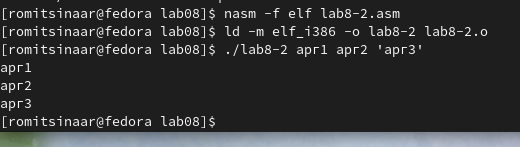 [romitsinaar@fedora lab08]$ nasm -f elf lab8-2.asm
[romitsinaar@fedora lab08]$ ld -m elf_i386 -o lab8-2 lab8-2.o
[romitsinaar@fedora lab08]$ ./lab8-2 apr1 apr2 'apr3'
apr1
apr2
apr3
[romitsinaar@fedora lab08]$